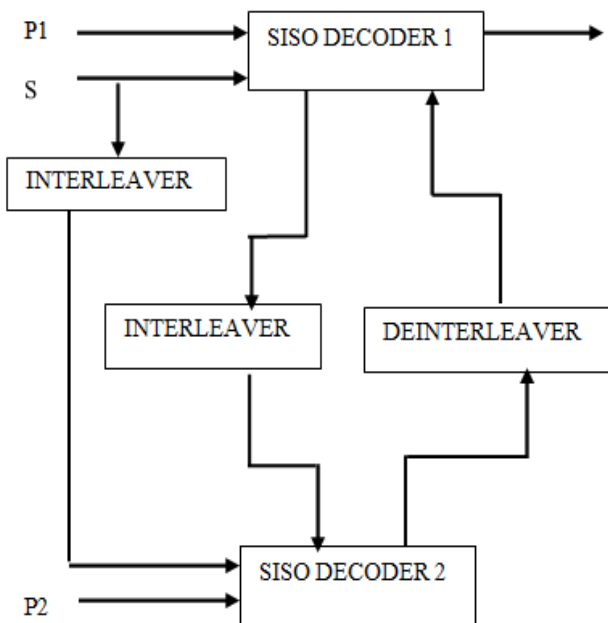 P1
SISO DECODER 1
S
INTERLEAVER
INTERLEAVER
DEINTERLEAVER
SISO DECODER 2
P2